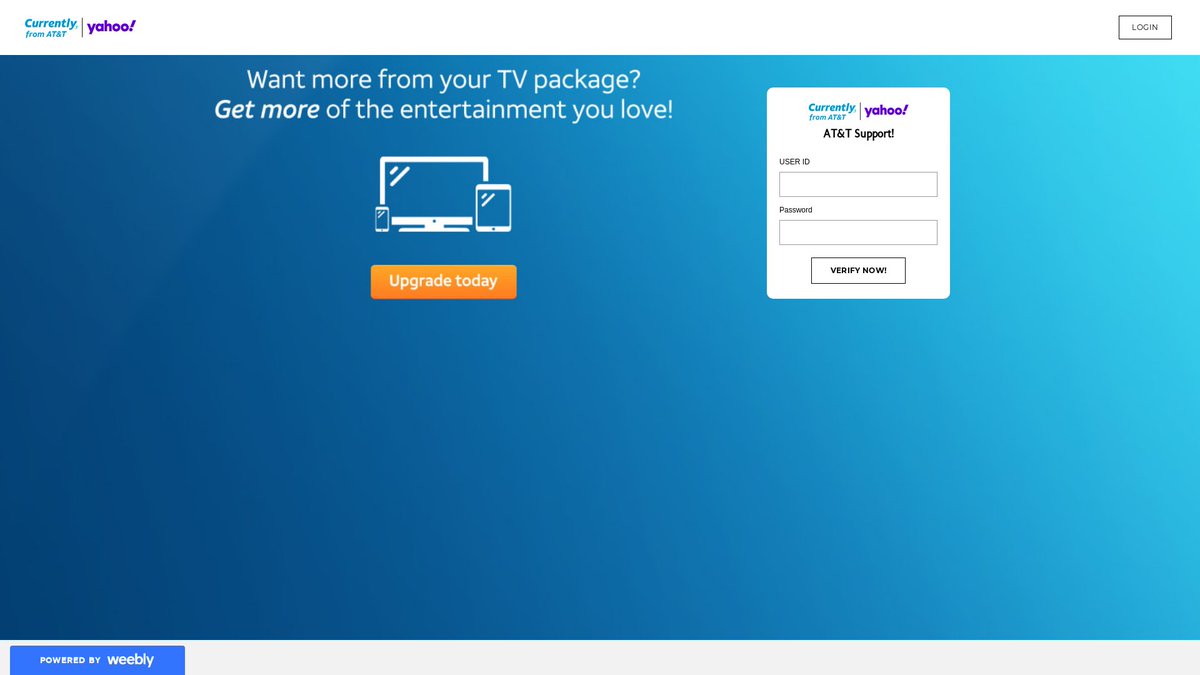 Currently, yahoo!
from AT&T
LOGIN
Want more from your TV package?
Get more of the entertainment you love!
Upgrade today
Currently, yahoo!
from AT&T
AT&T Support!
USER ID
Password
VERIFY NOW!
POWERED BY weebly